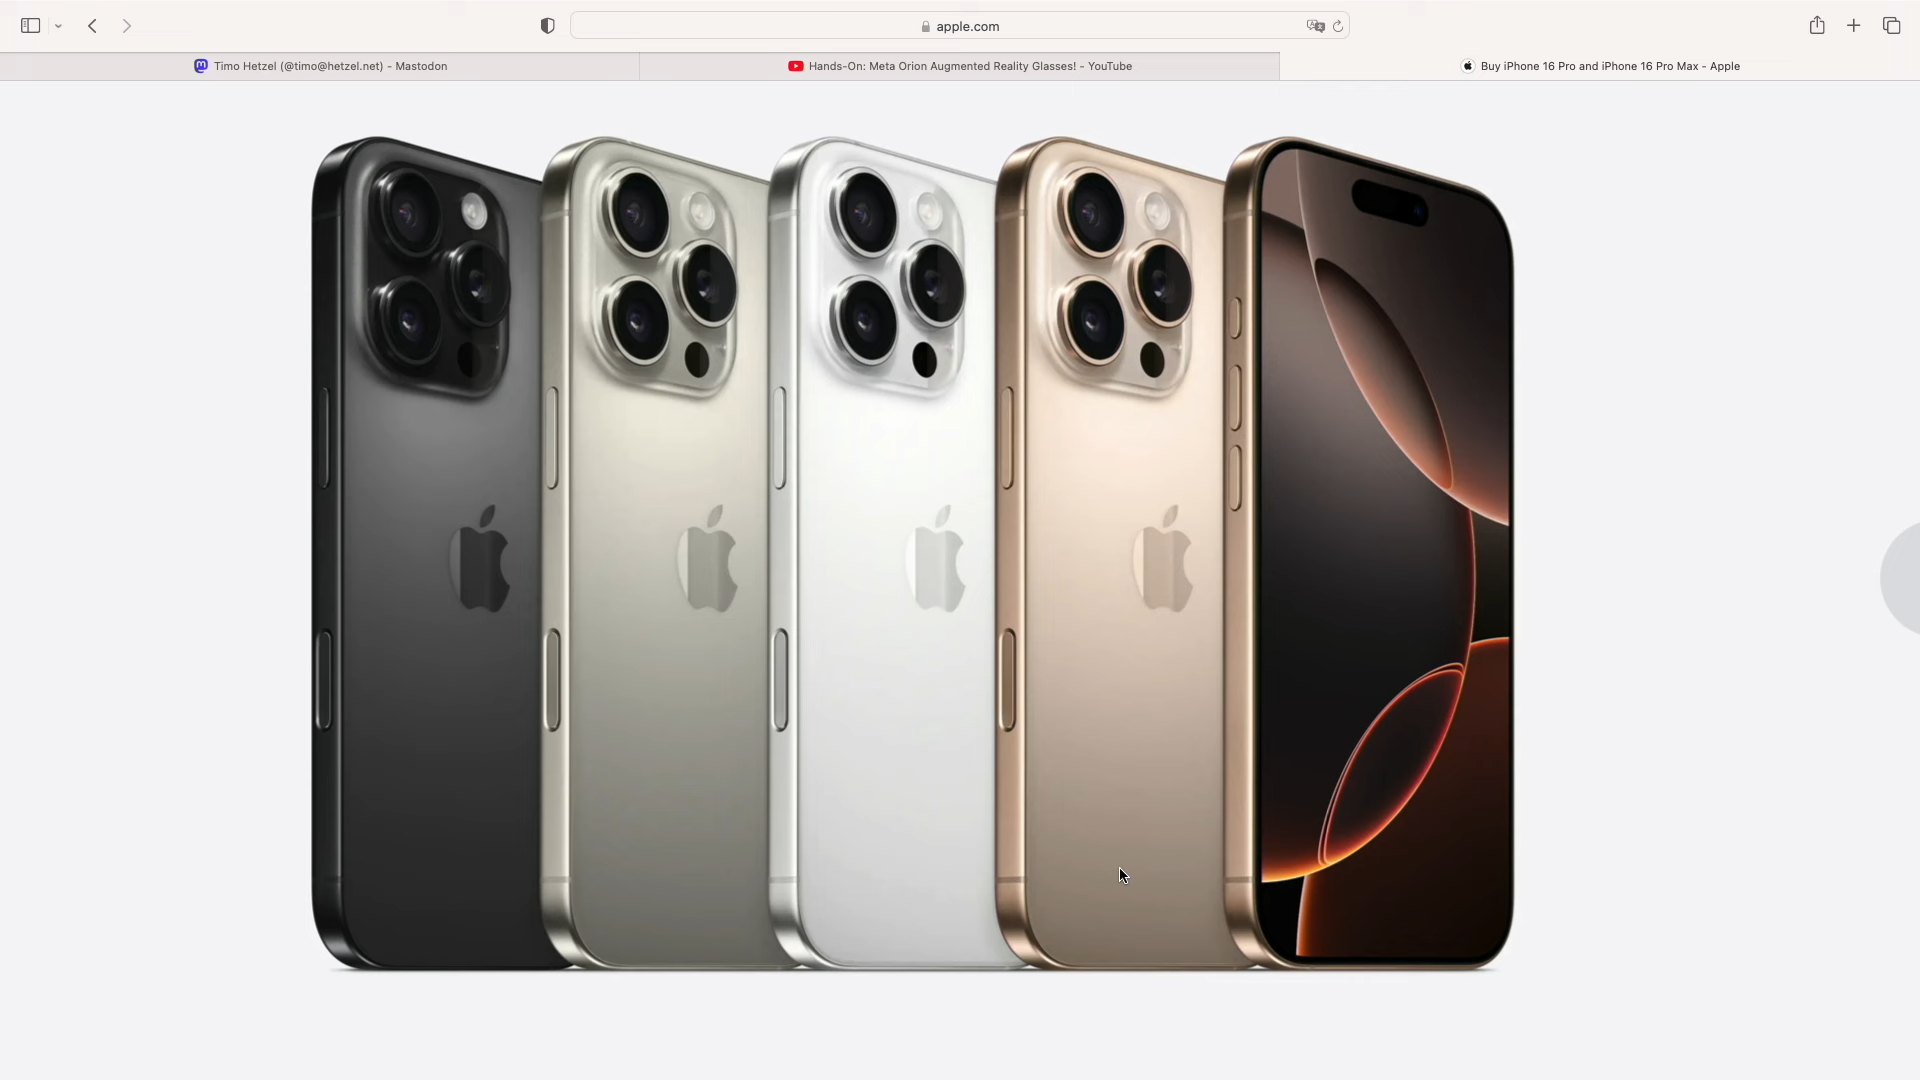 apple.com
Timo Hetzel (@timo@hetzel.net) - Mastodon
Hands-On: Meta Orion Augmented Reality Glasses! - YouTube
Buy iPhone 16 Pro and iPhone 16 Pro Max - Apple